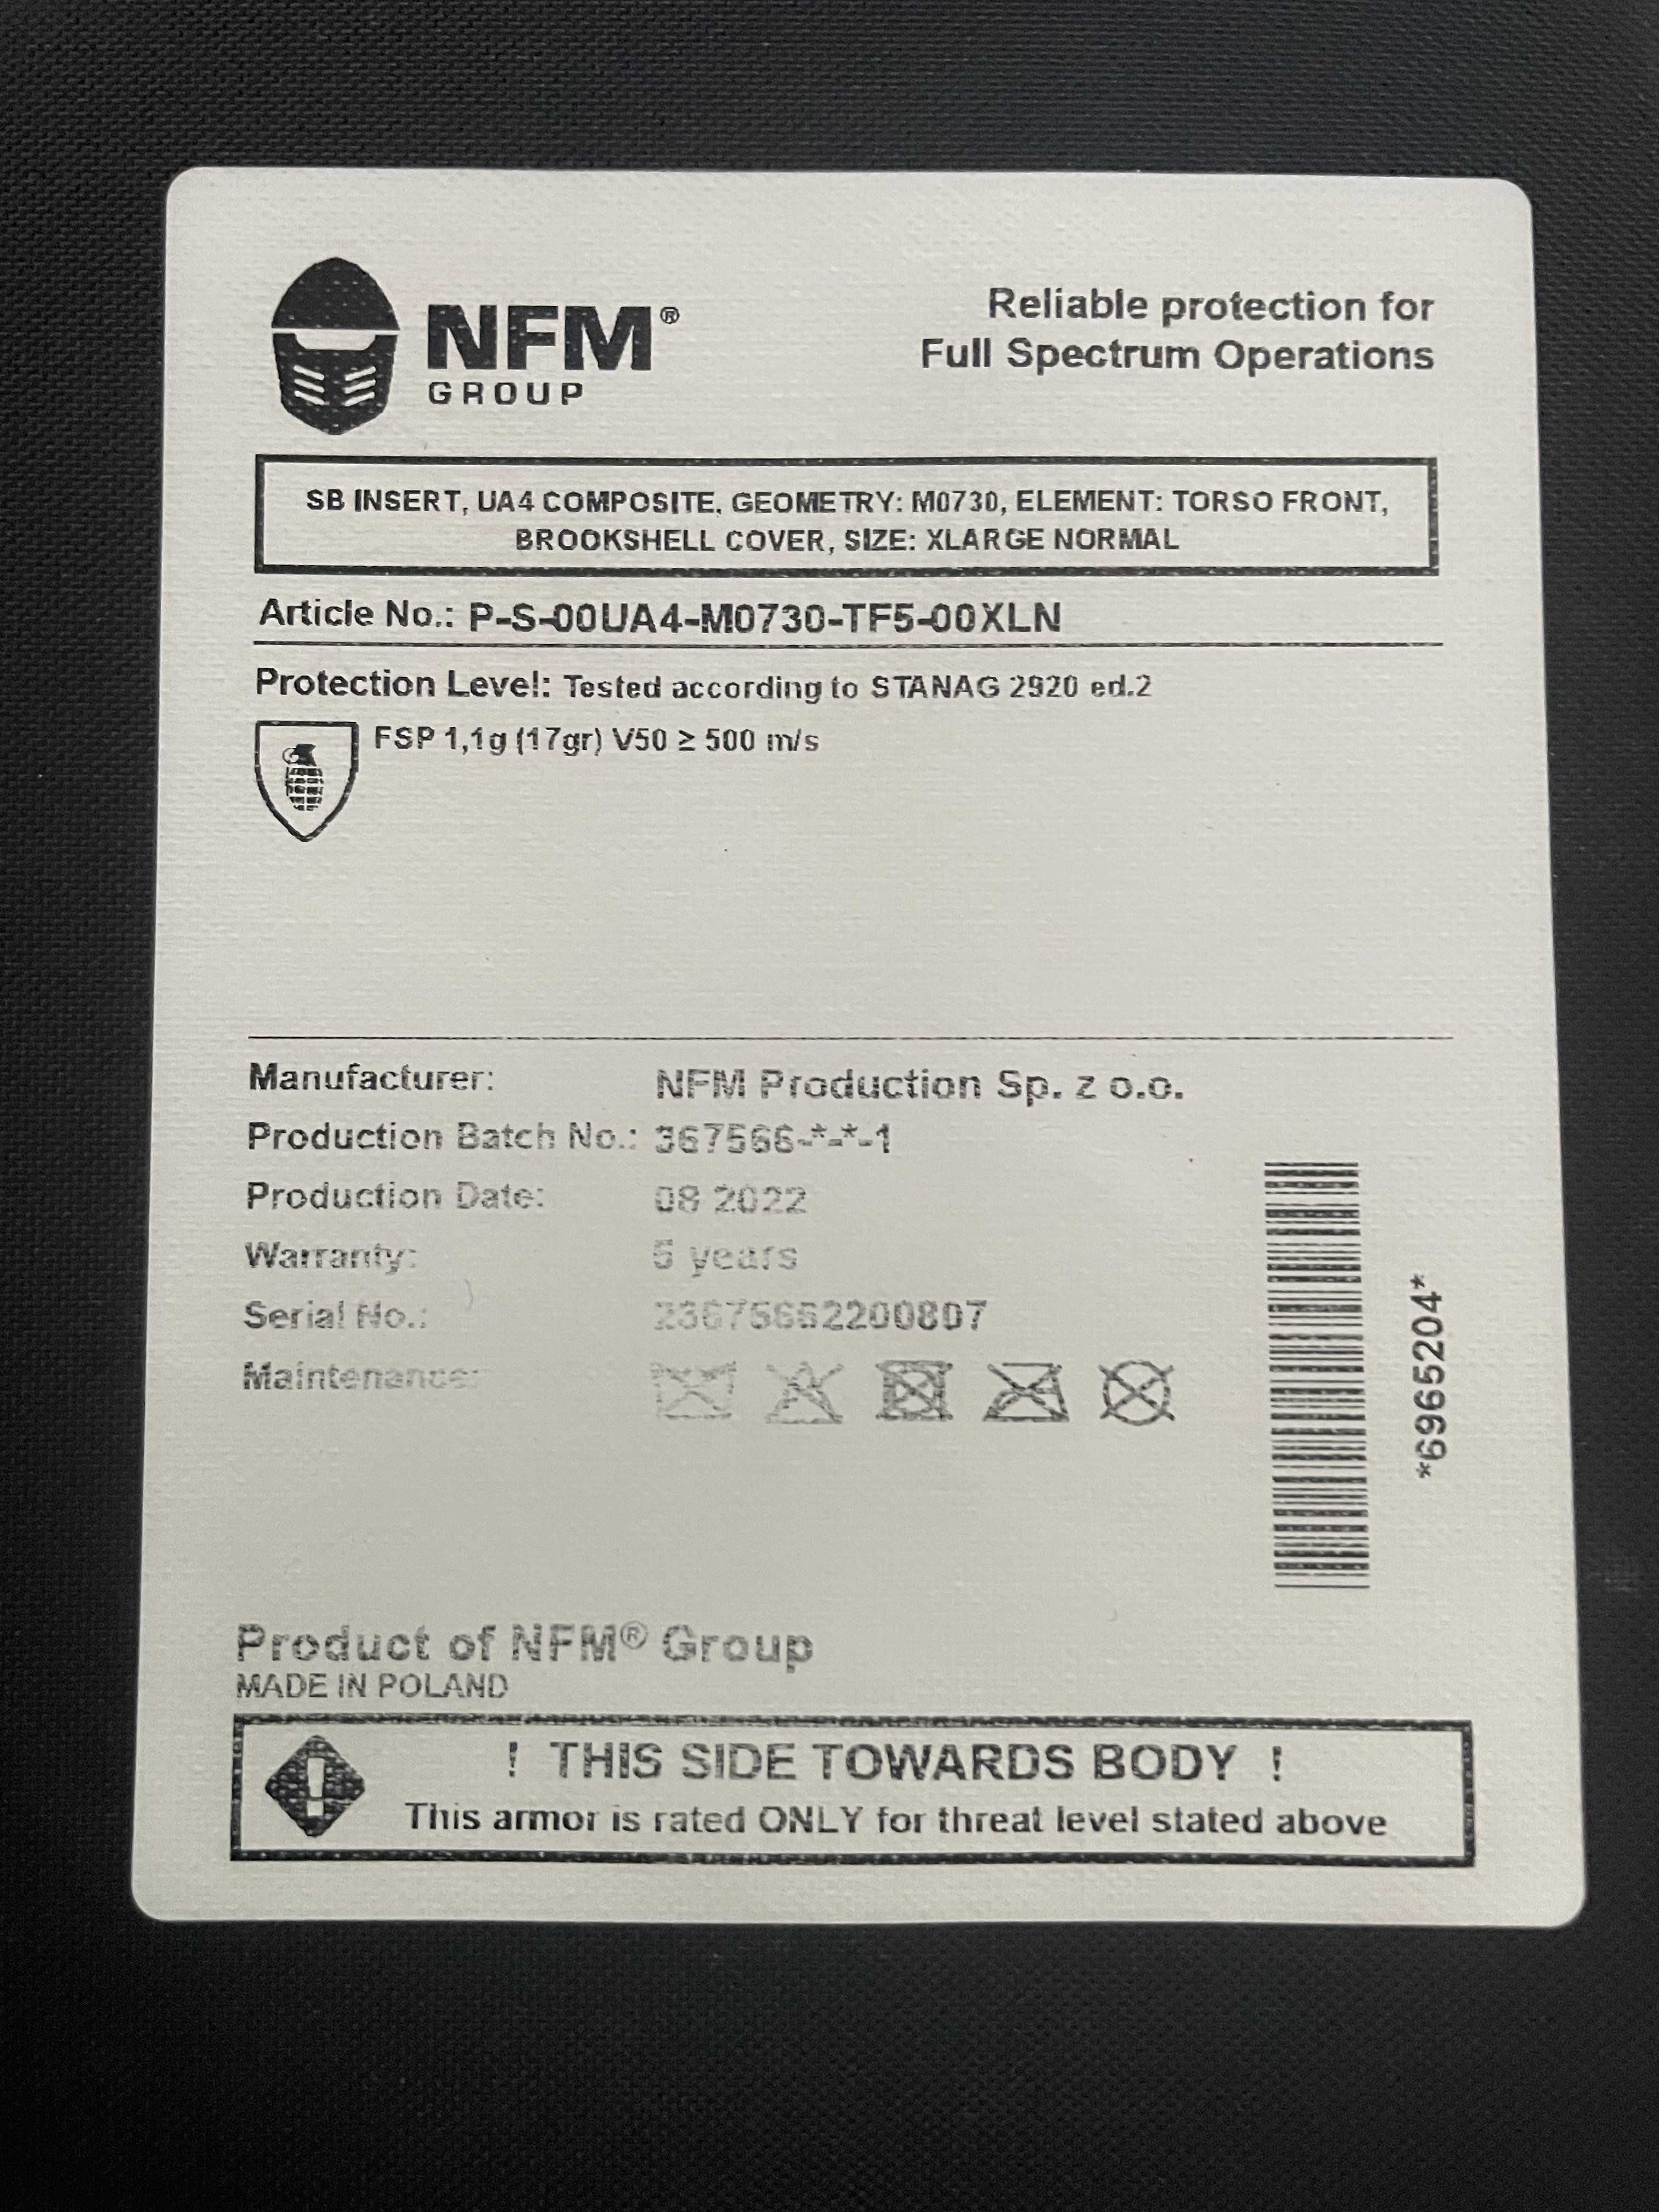 NFM®
GROUP
Reliable protection for
Full Spectrum Operations
SB INSERT, UA4 COMPOSITE, GEOMETRY: M0730, ELEMENT: TORSO FRONT,
BROOKSHELL COVER, SIZE: XLARGE NORMAL
Article No.: P-S-00UA4-M0730-TF5-00XLN
Protection Level: Tested according to STANAG 2920 ed.2
FSP 1,1g (17gr) V50 ≥ 500 m/s
Manufacturer: NFM Production Sp. z o.o.
Production Batch No.: 367566-*-*-1
Production Date: 08 2022
Warranty: 5 years
Serial No.: 23675662200807
Maintenance:
*6965204*
Product of NFM® Group
MADE IN POLAND
! THIS SIDE TOWARDS BODY !
This armor is rated ONLY for threat level stated above